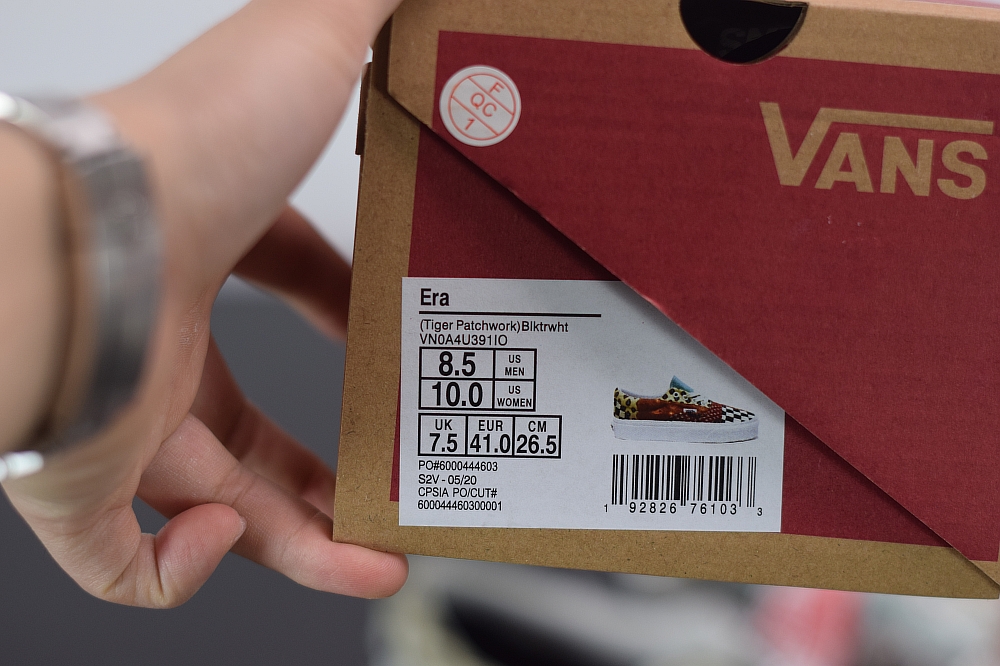 F
QC
1
VANS
Era
(Tiger Patchwork)Blktrwht
VN0A4U391IO
8.5 US MEN
10.0 US WOMEN
UK EUR CM
7.5 41.0 26.5
PO#6000444603
S2V - 05/20
CPSIA PO/CUT#
600044460300001
1 92826 76103 3